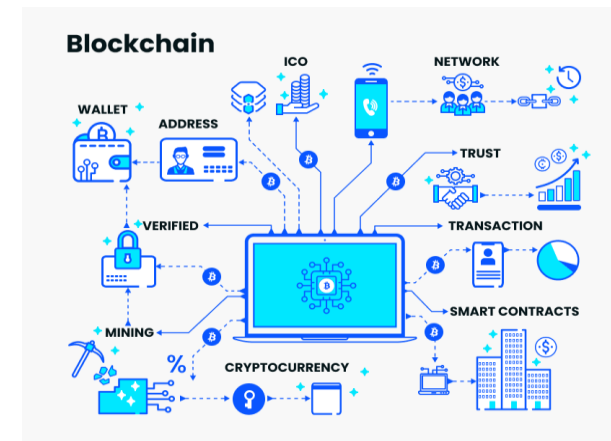 Blockchain
ICO
NETWORK
WALLET
ADDRESS
TRUST
VERIFIED
TRANSACTION
SMART CONTRACTS
MINING
%
CRYPTOCURRENCY